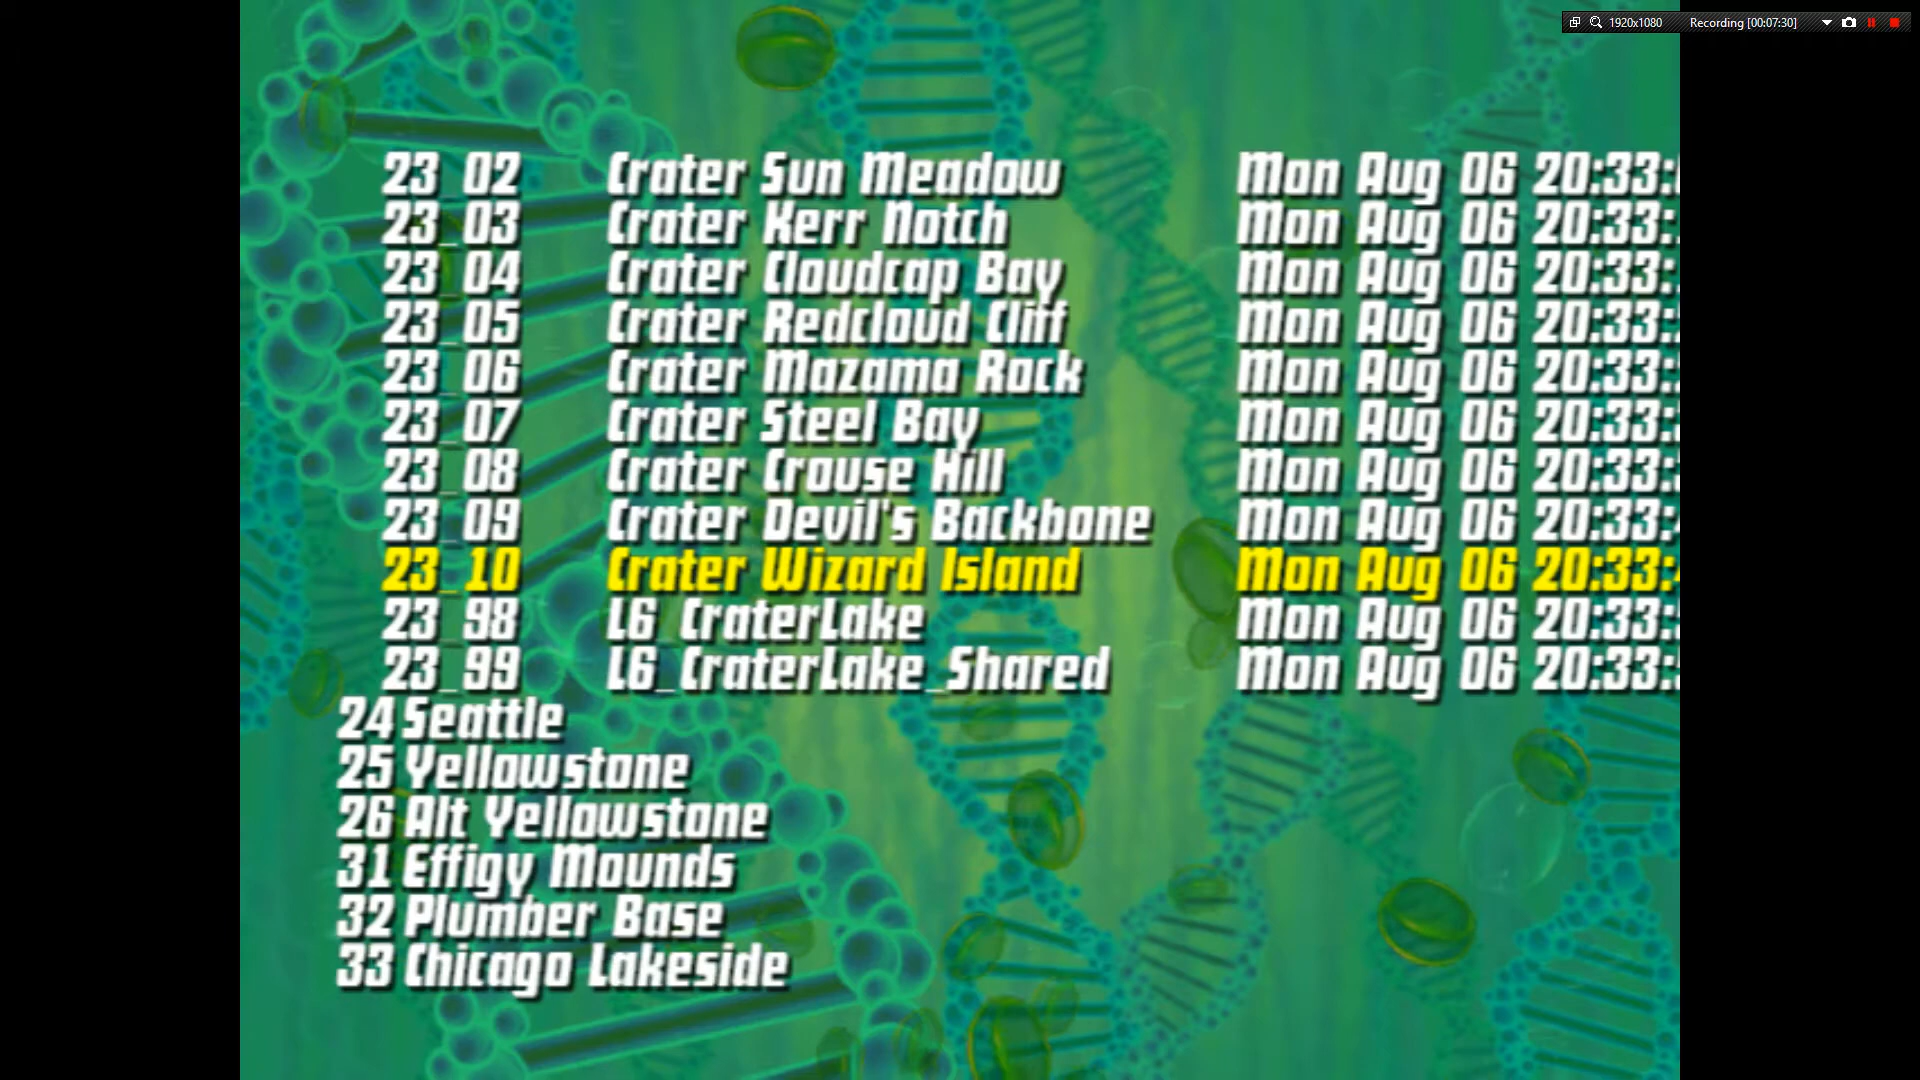 1920x1080 Recording [00:07:30]
23_02 Crater Sun Meadow Mon Aug 06 20:33:
23_03 Crater Kerr Notch Mon Aug 06 20:33:
23_04 Crater Cloudcap Bay Mon Aug 06 20:33:
23_05 Crater Redcloud Cliff Mon Aug 06 20:33:
23_06 Crater Mazama Rock Mon Aug 06 20:33:
23_07 Crater Steel Bay Mon Aug 06 20:33:
23_08 Crater Crouse Hill Mon Aug 06 20:33:
23_09 Crater Devil's Backbone Mon Aug 06 20:33:
23_10 Crater Wizard Island Mon Aug 06 20:33:
23_98 L6_CraterLake Mon Aug 06 20:33:
23_99 L6_CraterLake_Shared Mon Aug 06 20:33:
24 Seattle
25 Yellowstone
26 Alt Yellowstone
31 Effigy Mounds
32 Plumber Base
33 Chicago Lakeside